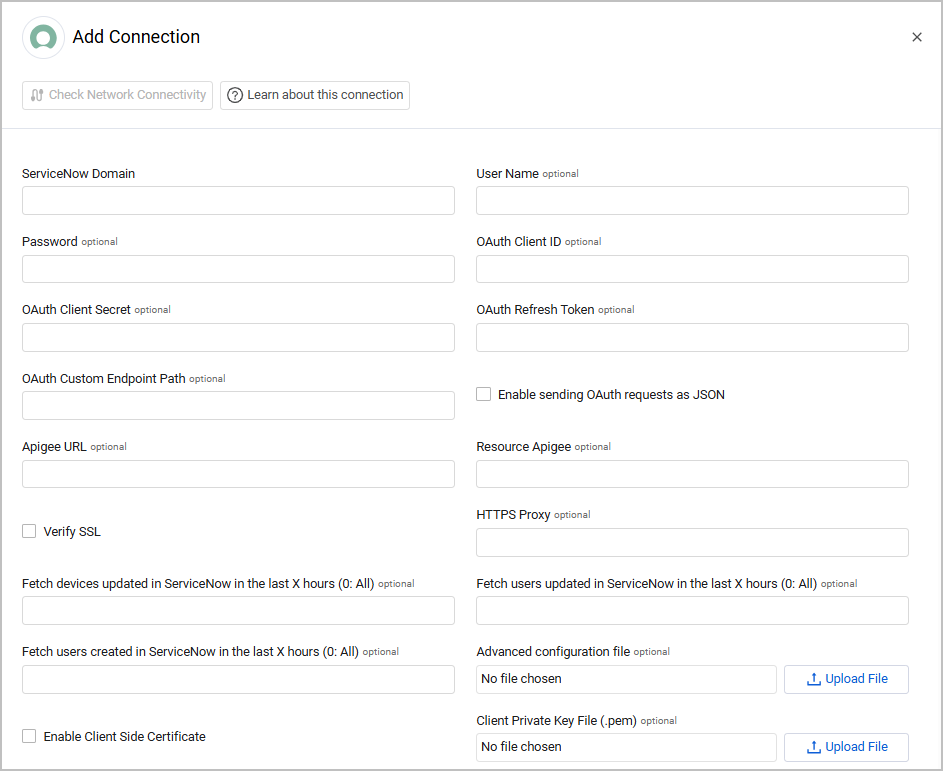 Add Connection
Check Network Connectivity
Learn about this connection
ServiceNow Domain
User Name optional
Password optional
OAuth Client ID optional
OAuth Client Secret optional
OAuth Refresh Token optional
OAuth Custom Endpoint Path optional
Enable sending OAuth requests as JSON
Apigee URL optional
Resource Apigee optional
Verify SSL
HTTPS Proxy optional
Fetch devices updated in ServiceNow in the last X hours (0: All) optional
Fetch users updated in ServiceNow in the last X hours (0: All) optional
Fetch users created in ServiceNow in the last X hours (0: All) optional
Advanced configuration file optional
No file chosen
Upload File
Enable Client Side Certificate
Client Private Key File (.pem) optional
No file chosen
Upload File